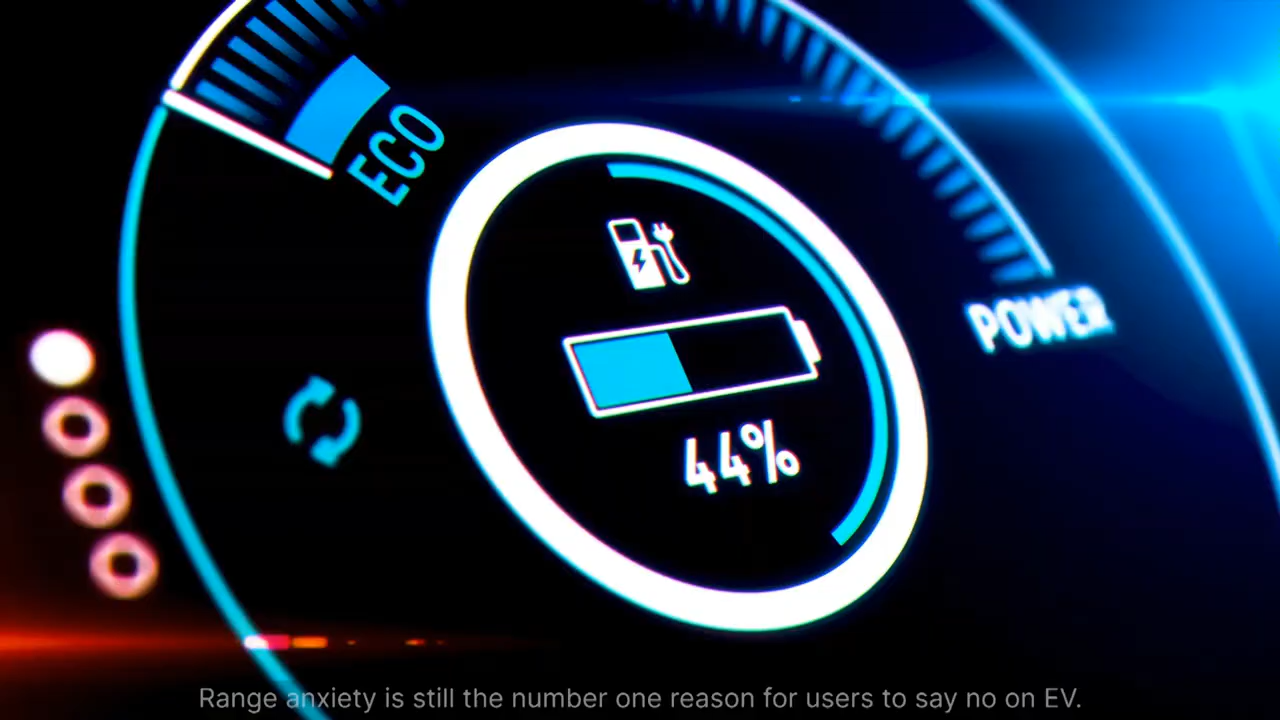 ECO
POWER
44%
Range anxiety is still the number one reason for users to say no on EV.